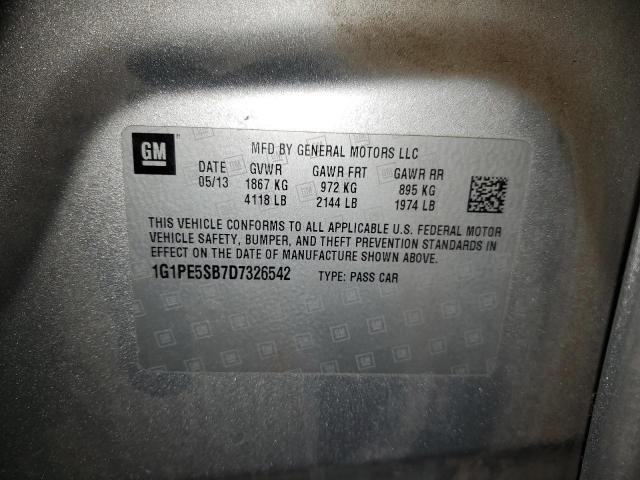 GM
MFD BY GENERAL MOTORS LLC
DATE GVWR GAWR FRT GAWR RR
05/13 1867 KG 972 KG 895 KG
4118 LB 2144 LB 1974 LB
THIS VEHICLE CONFORMS TO ALL APPLICABLE U.S. FEDERAL MOTOR
VEHICLE SAFETY, BUMPER, AND THEFT PREVENTION STANDARDS IN
EFFECT ON THE DATE OF MANUFACTURE SHOWN ABOVE.
1G1PE5SB7D7326542 TYPE: PASS CAR